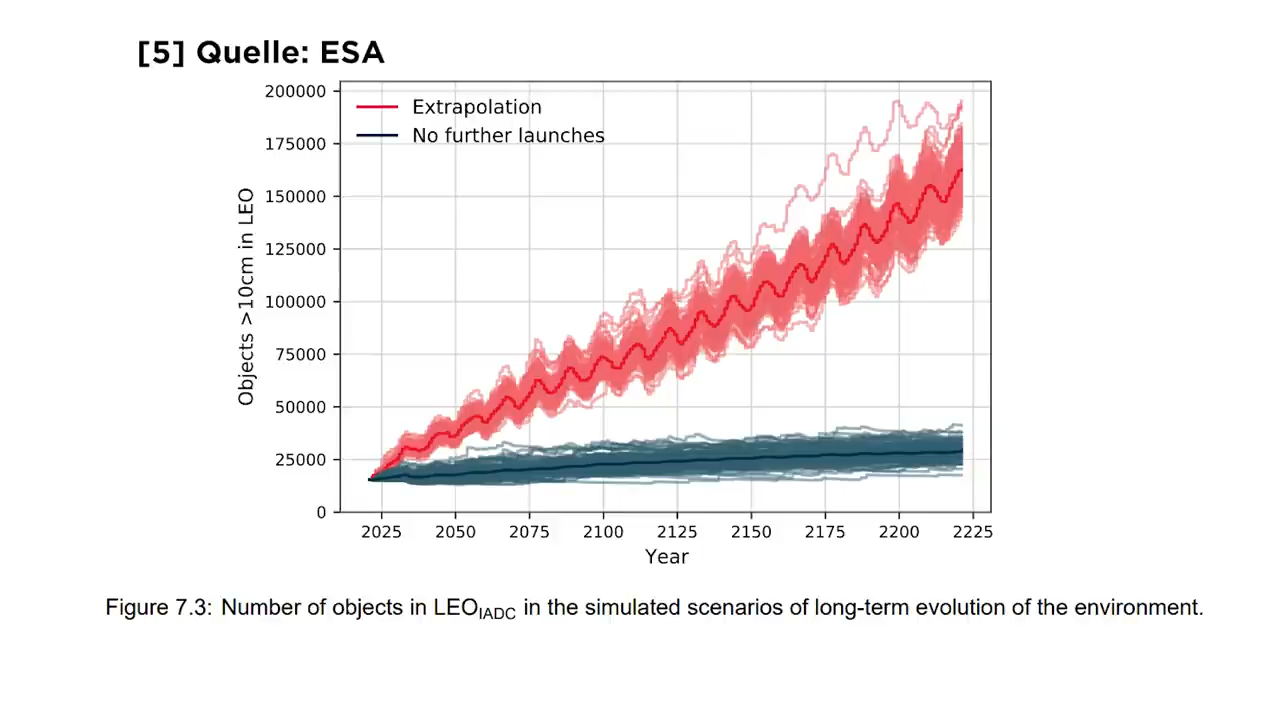 [5] Quelle: ESA
Extrapolation
No further launches
200000
175000
150000
125000
100000
75000
50000
25000
0
Objects >10cm in LEO
2025 2050 2075 2100 2125 2150 2175 2200 2225
Year
Figure 7.3: Number of objects in LEO_IADC in the simulated scenarios of long-term evolution of the environment.